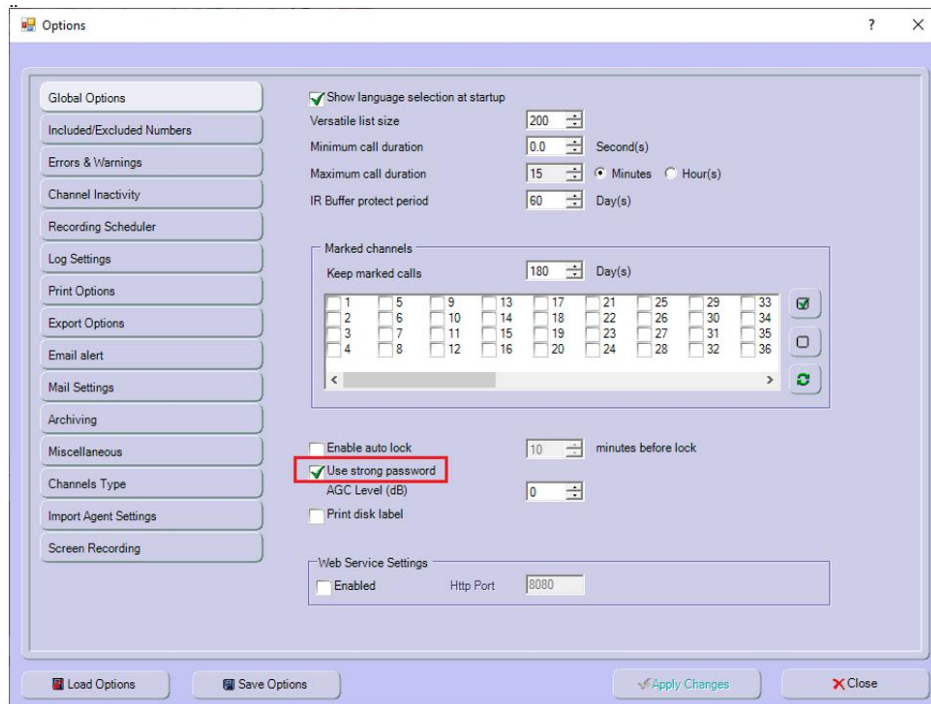 Options ?
Global Options
Included/Excluded Numbers
Errors & Warnings
Channel Inactivity
Recording Scheduler
Log Settings
Print Options
Export Options
Email alert
Mail Settings
Archiving
Miscellaneous
Channels Type
Import Agent Settings
Screen Recording
Show language selection at startup
Versatile list size 200
Minimum call duration 0.0 Second(s)
Maximum call duration 15 Minutes Hour(s)
IR Buffer protect period 60 Day(s)
Marked channels
Keep marked calls 180 Day(s)
1 5 9 13 17 21 25 29 33
2 6 10 14 18 22 26 30 34
3 7 11 15 19 23 27 31 35
4 8 12 16 20 24 28 32 36
Enable auto lock 10 minutes before lock
Use strong password
AGC Level (dB) 0
Print disk label
Web Service Settings
Enabled Http Port 8080
Load Options Save Options Apply Changes Close